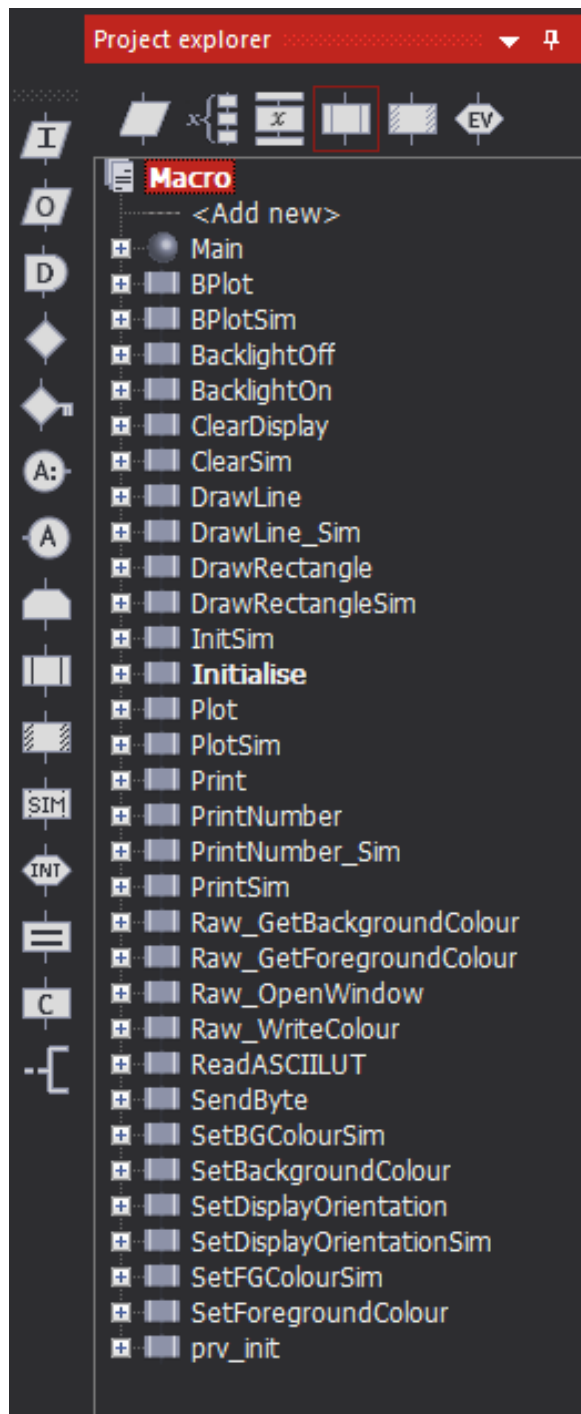 Project explorer
I
O
D
A:
A
SIM
INT
C
x
x
EV
Macro
<Add new>
Main
BPlot
BPlotSim
BacklightOff
BacklightOn
ClearDisplay
ClearSim
DrawLine
DrawLine_Sim
DrawRectangle
DrawRectangleSim
InitSim
Initialise
Plot
PlotSim
Print
PrintNumber
PrintNumber_Sim
PrintSim
Raw_GetBackgroundColour
Raw_GetForegroundColour
Raw_OpenWindow
Raw_WriteColour
ReadASCIILUT
SendByte
SetBGColourSim
SetBackgroundColour
SetDisplayOrientation
SetDisplayOrientationSim
SetFGColourSim
SetForegroundColour
prv_init